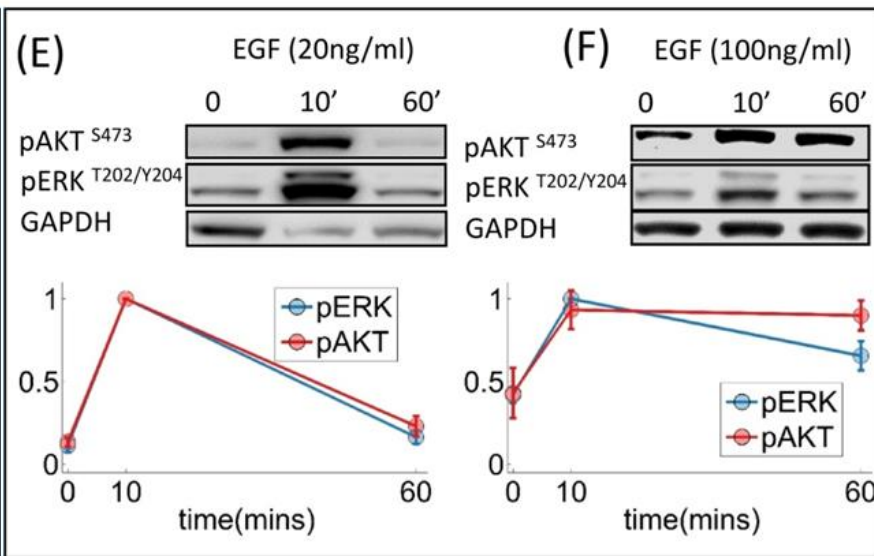 (E)
EGF (20ng/ml)
0 10’ 60’
pAKT S473
pERK T202/Y204
GAPDH
1
0.5
0
pERK
pAKT
0 10 60
time(mins)
(F)
EGF (100ng/ml)
0 10’ 60’
pAKT S473
pERK T202/Y204
GAPDH
1
0.5
0
pERK
pAKT
0 10 60
time(mins)